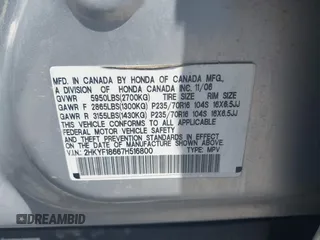 MFD. IN CANADA BY HONDA OF CANADA MFG.,
A DIVISION OF HONDA CANADA INC. 11/06
GVWR 5950LBS(2700KG) TIRE SIZE RIM SIZE
GAWR F 2865LBS(1300KG) P235/70R16 104S 16X6.5JJ
GAWR R 3155LBS(1430KG) P235/70R16 104S 16X6.5JJ
THIS VEHICLE CONFORMS TO ALL APPLICABLE
FEDERAL MOTOR VEHICLE SAFETY AND
THEFT PREVENTION STANDARDS IN EFFECT ON
THE DATE OF MANUFACTURE SHOWN ABOVE.
V.I.N.: 2HKYF18667H516800 TYPE: MPV